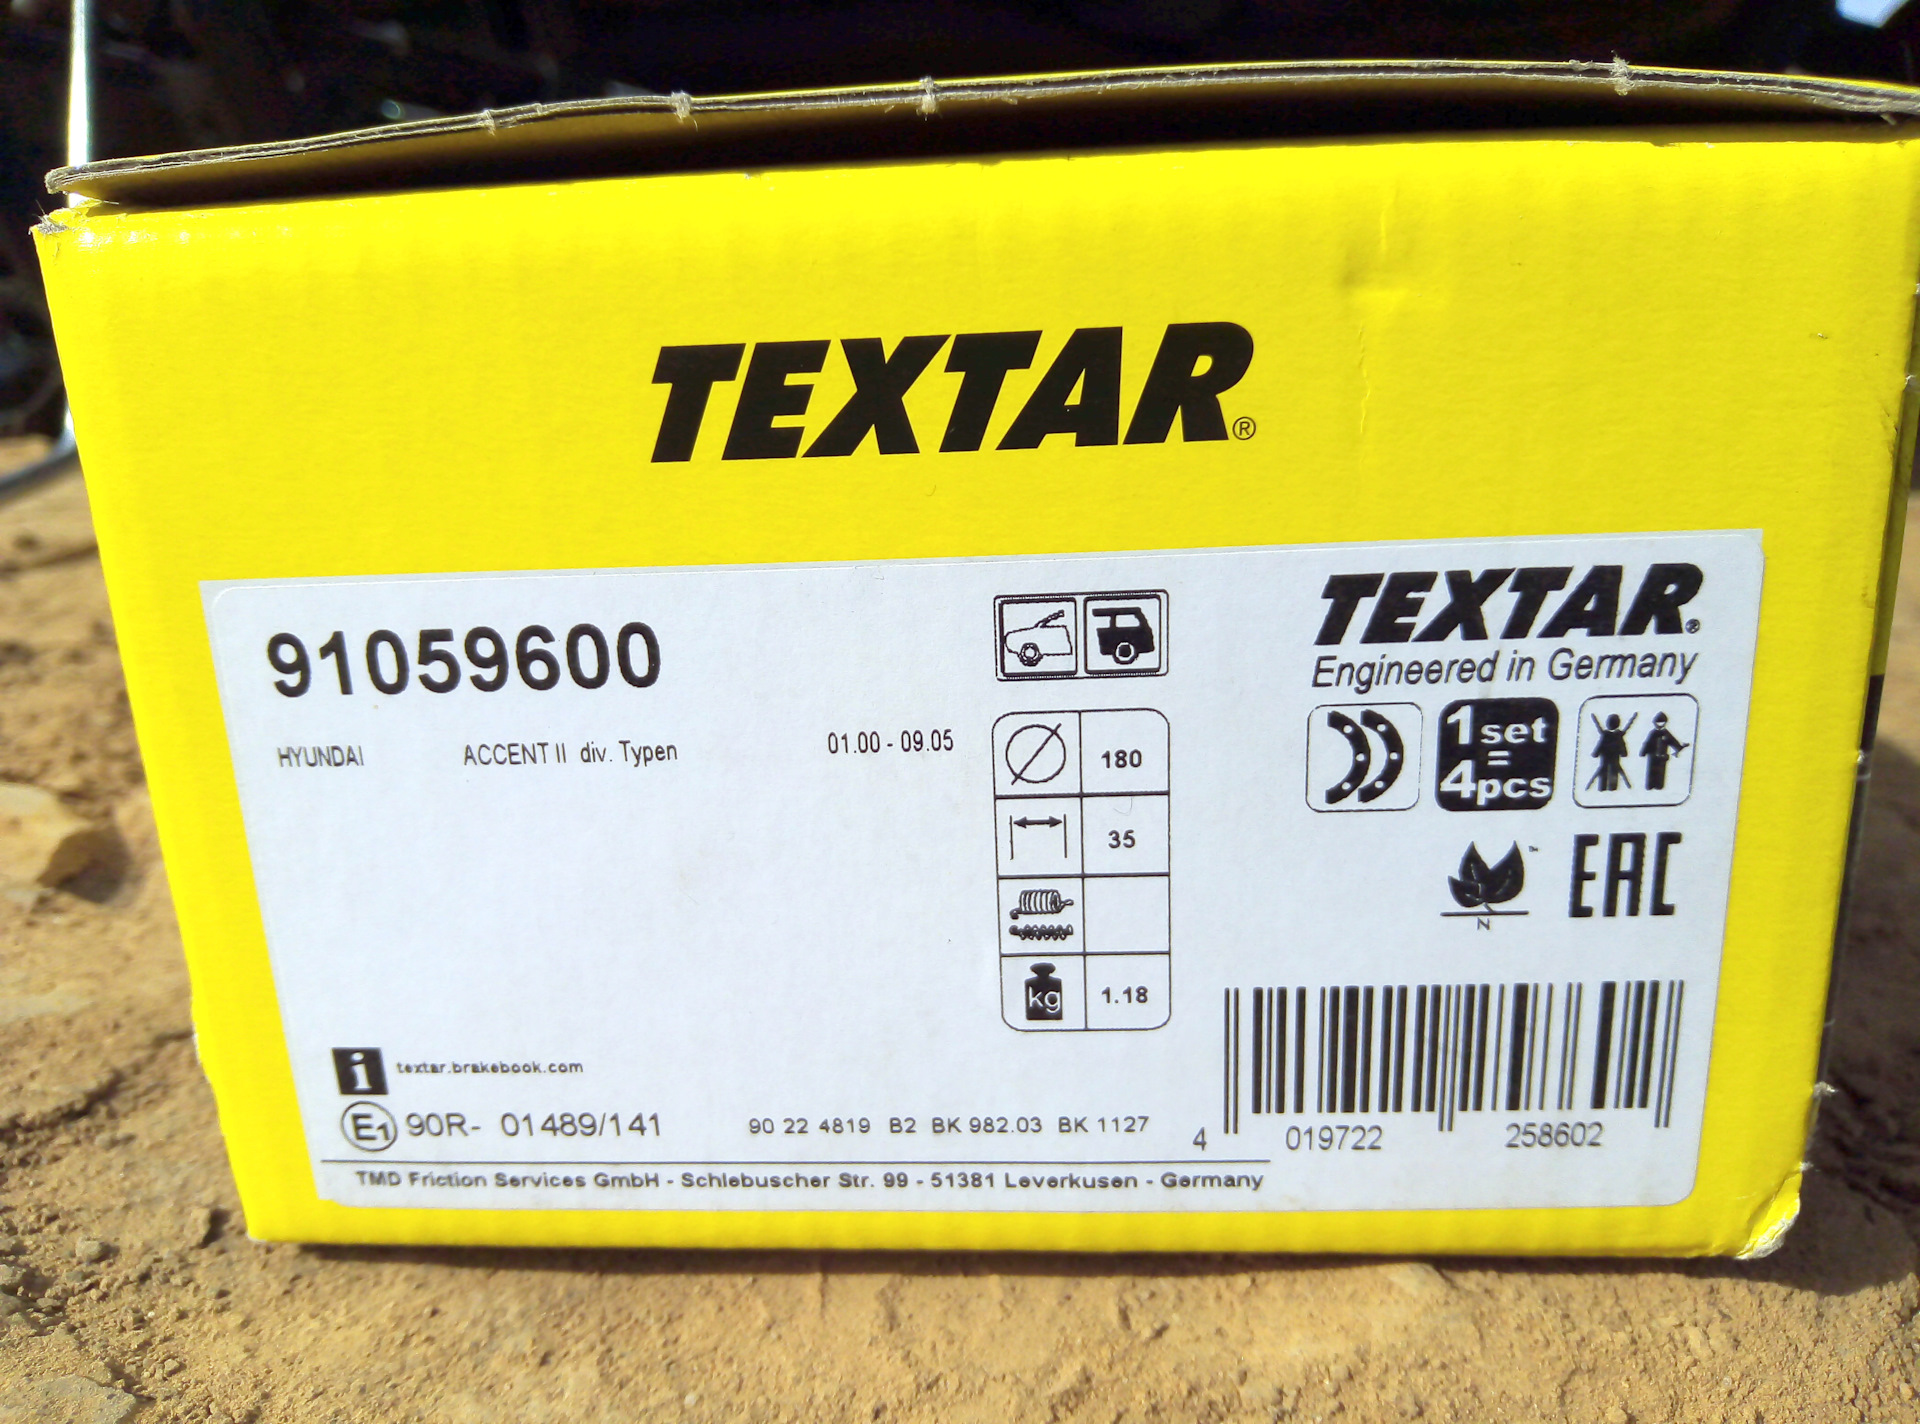 TEXTAR®
91059600
HYUNDAI ACCENT II div. Typen 01.00 - 09.05
180
35
kg 1.18
TEXTAR®
Engineered in Germany
1set
=
4pcs
™
N
EAC
i textar.brakebook.com
E1 90R- 01489/141 90 22 4819 B2 BK 982.03 BK 1127
4 019722 258602
TMD Friction Services GmbH - Schlebuscher Str. 99 - 51381 Leverkusen - Germany